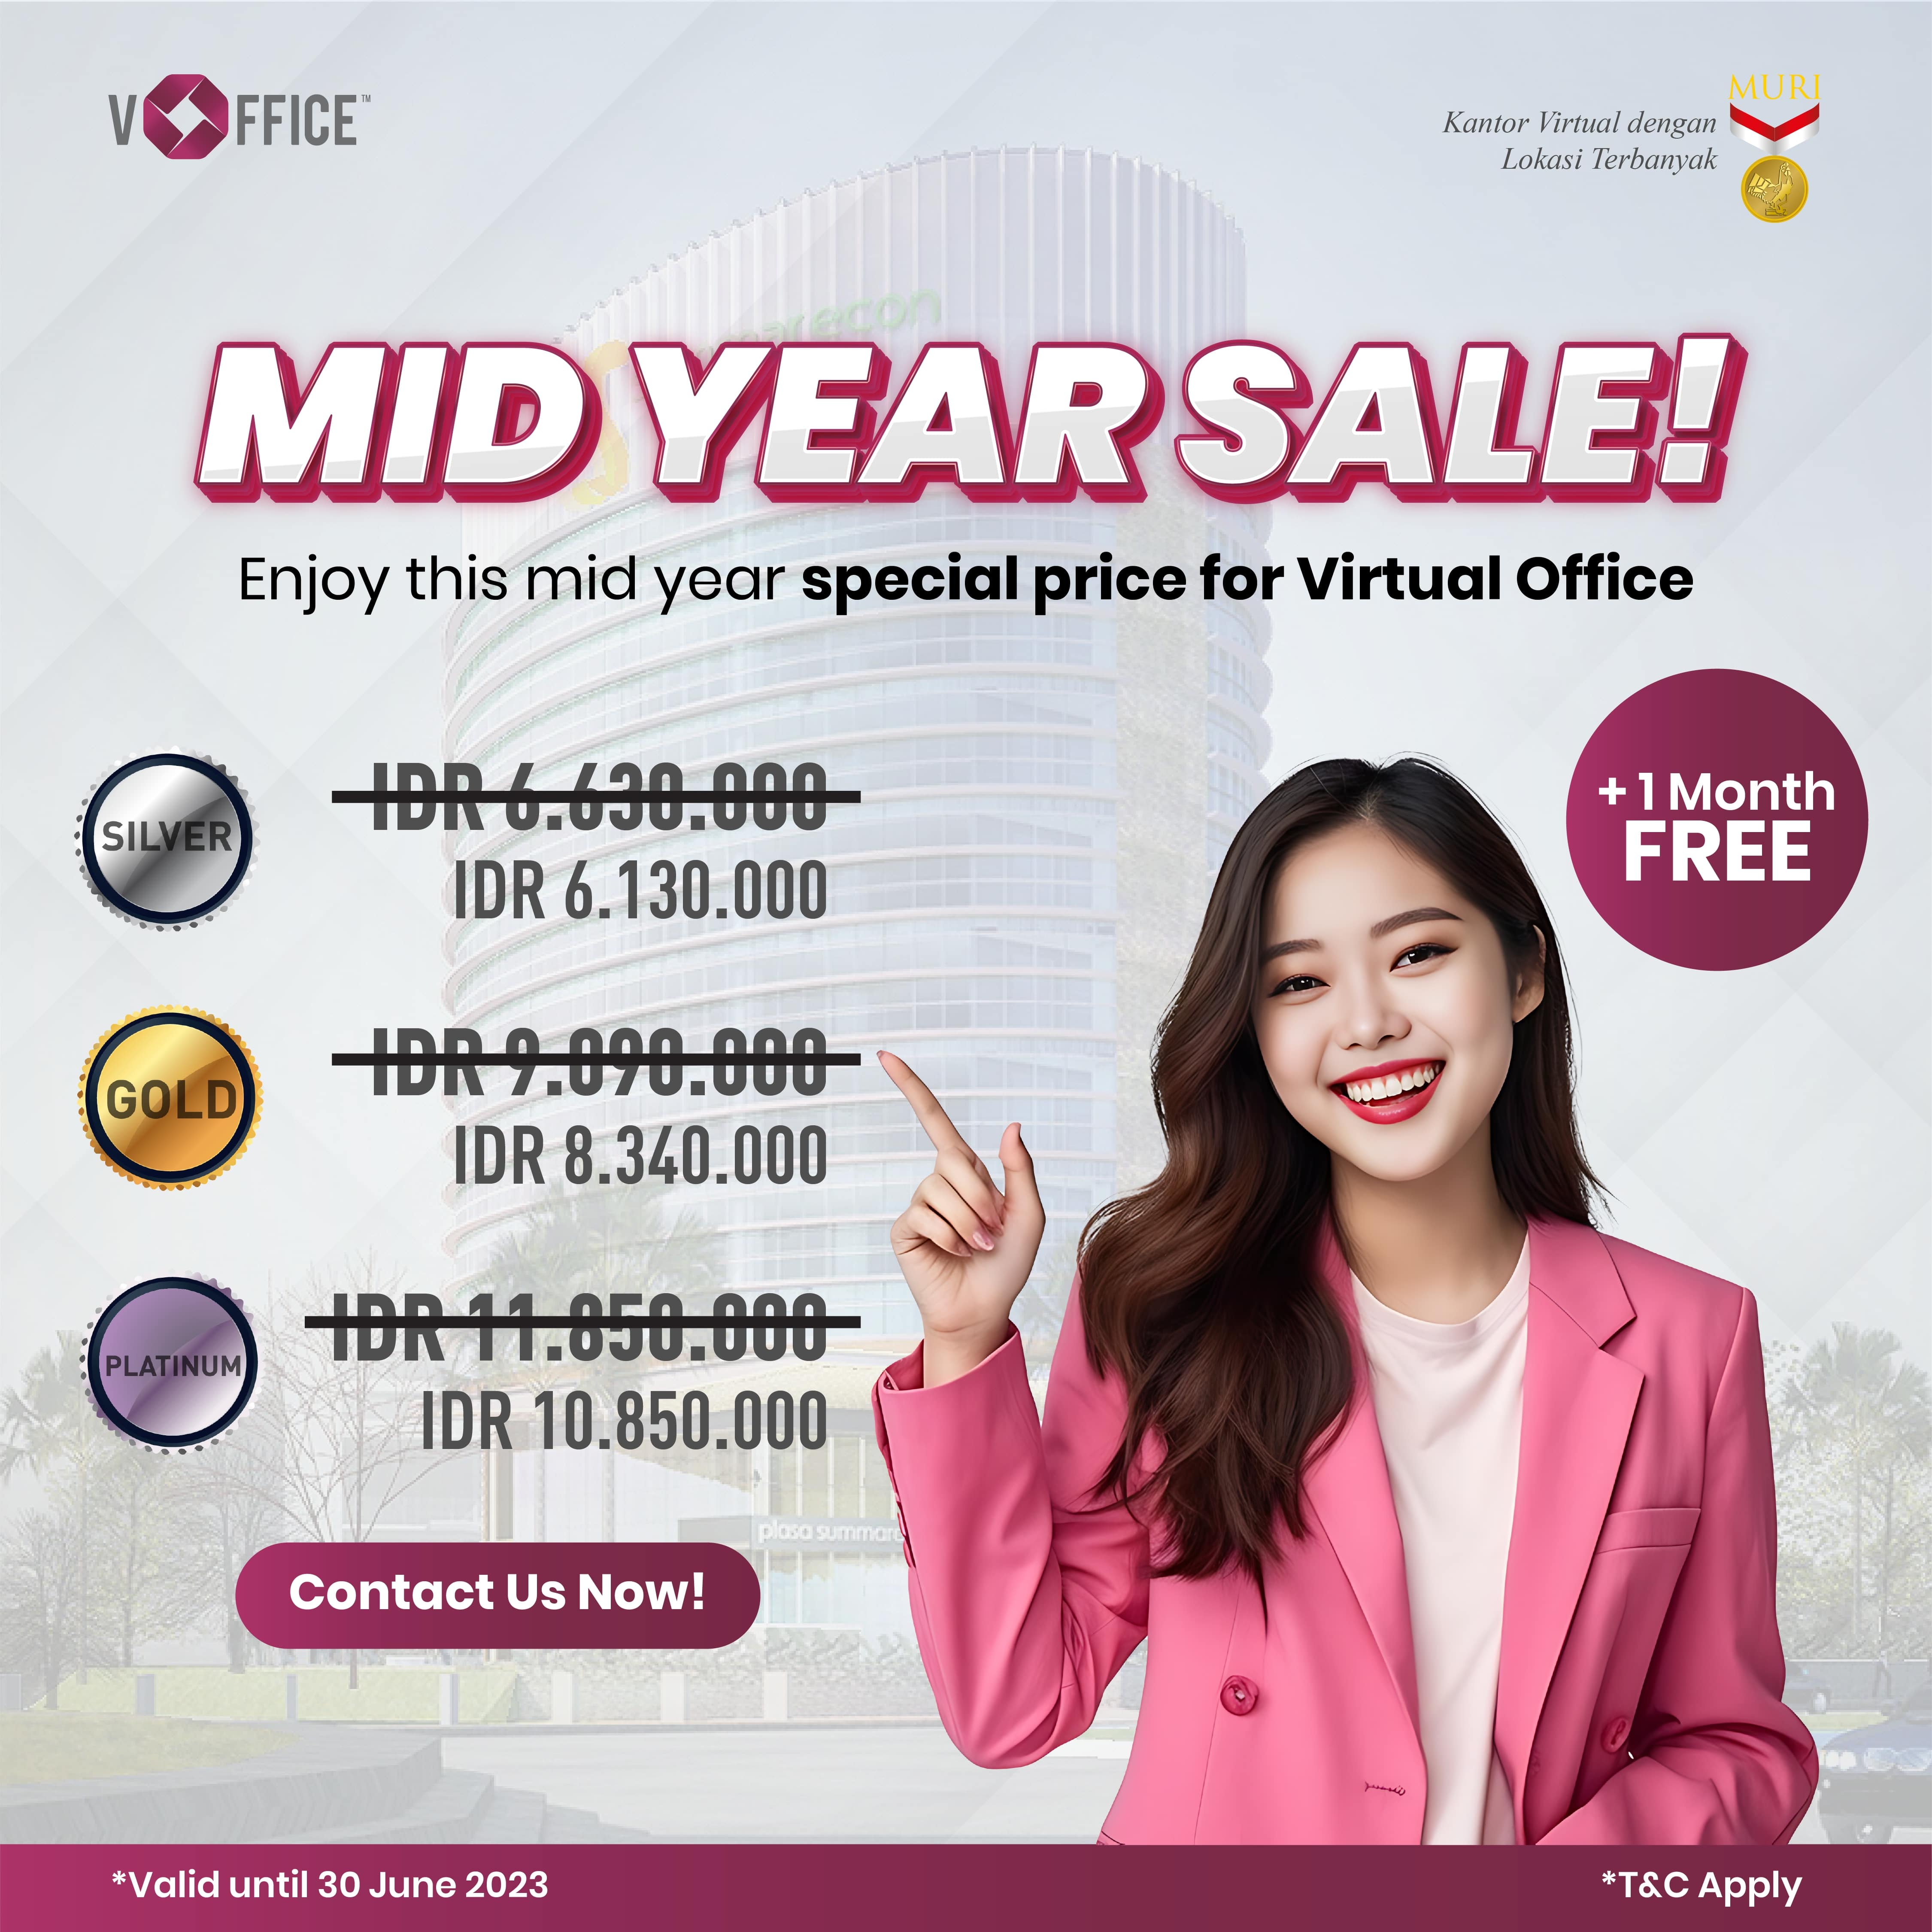 VOFFICE™
MURI
Kantor Virtual dengan
Lokasi Terbanyak
MID YEAR SALE!
Enjoy this mid year special price for Virtual Office
+ 1 Month
FREE
SILVER
IDR 6.630.000
IDR 6.130.000
GOLD
IDR 9.090.000
IDR 8.340.000
PLATINUM
IDR 11.850.000
IDR 10.850.000
plasa summare
Contact Us Now!
*Valid until 30 June 2023
*T&C Apply